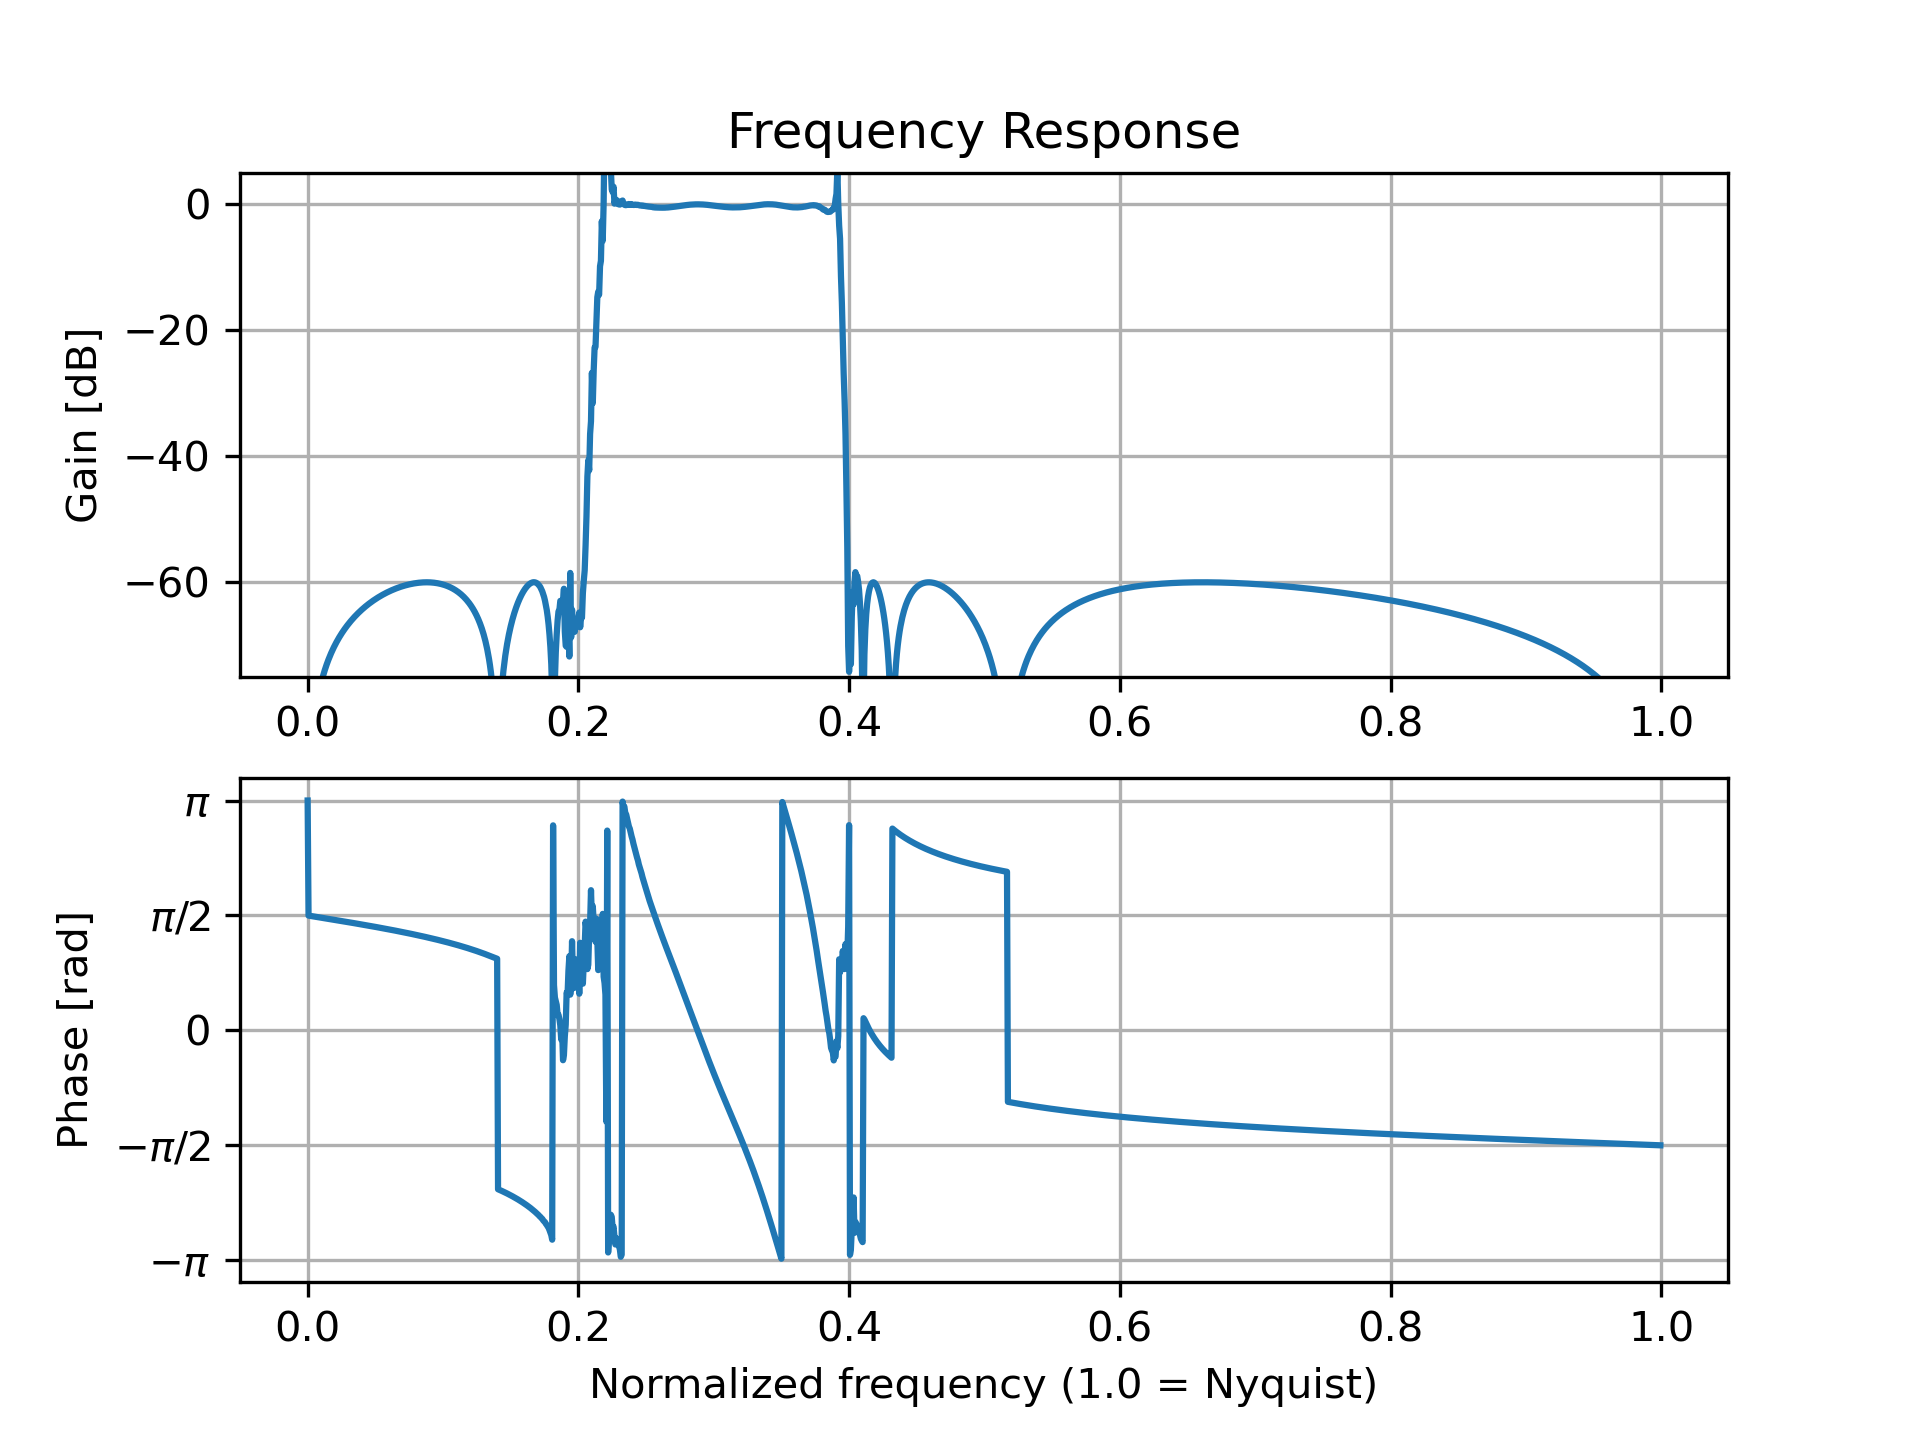 Frequency Response
Gain [dB]
0
−20
−40
−60
0.0 0.2 0.4 0.6 0.8 1.0
Phase [rad]
π
π/2
0
−π/2
−π
0.0 0.2 0.4 0.6 0.8 1.0
Normalized frequency (1.0 = Nyquist)